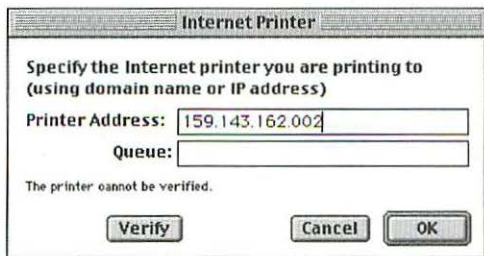 Internet Printer
Specify the Internet printer you are printing to
(using domain name or IP address)
Printer Address: 159.143.162.002
Queue:
The printer cannot be verified.
Verify Cancel OK